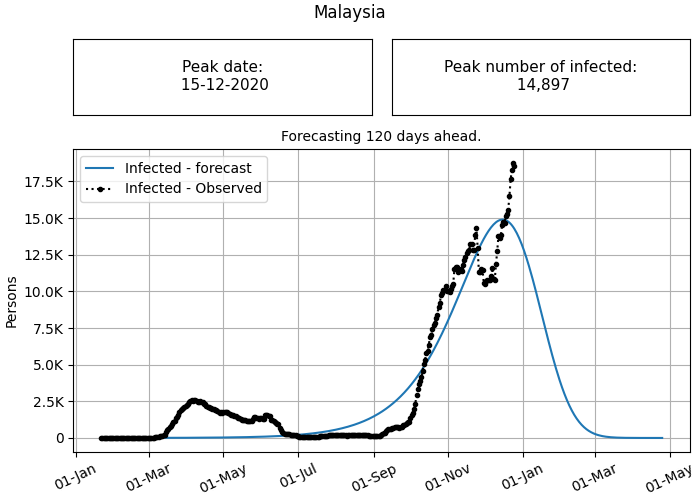 Malaysia
Peak date:
15-12-2020
Peak number of infected:
14,897
Forecasting 120 days ahead.
Infected - forecast
Infected - Observed
17.5K
15.0K
12.5K
10.0K
7.5K
5.0K
2.5K
0
Persons
01-Jan
01-Mar
01-May
01-Jul
01-Sep
01-Nov
01-Jan
01-Mar
01-May